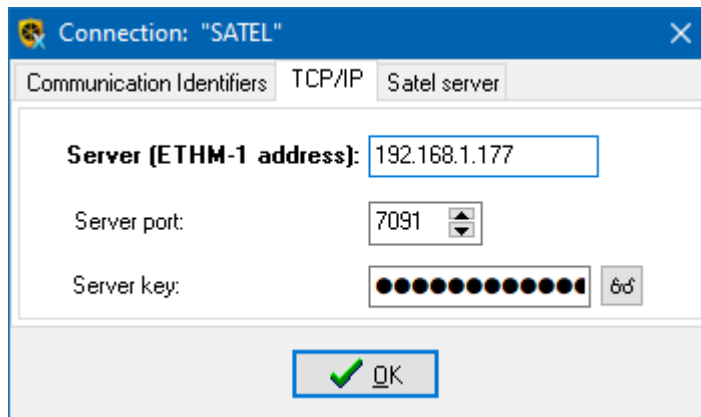 Connection: "SATEL"
Communication Identifiers TCP/IP Satel server
Server (ETHM-1 address): 192.168.1.177
Server port: 7091
Server key: ●●●●●●●●●●●●
OK